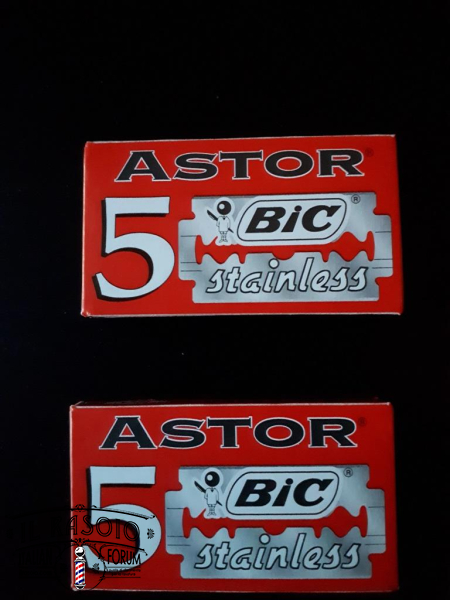 ASTOR
5
BiC®
stainless
ASTOR
5
BiC®
stainless
FORUM